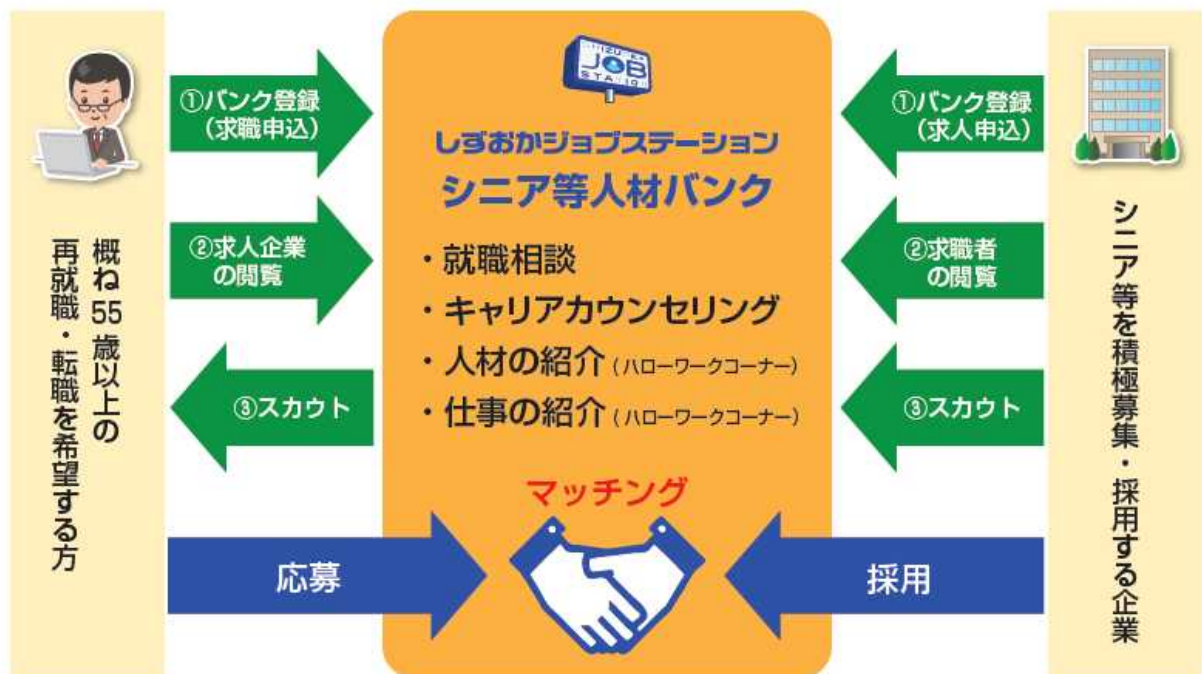 概ね55歳以上の
再就職・転職を希望する方
①バンク登録
(求職申込)
②求人企業
の閲覧
③スカウト
応募
JOB
しずおかジョブステーション
シニア等人材バンク
・就職相談
・キャリアカウンセリング
・人材の紹介(ハローワークコーナー)
・仕事の紹介(ハローワークコーナー)
マッチング
①バンク登録
(求人申込)
②求職者
の閲覧
③スカウト
採用
シニア等を積極募集・採用する企業